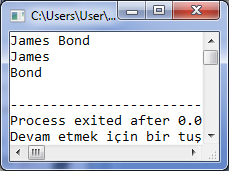 C:\Users\User\...
James Bond
James
Bond
-------------------------
Process exited after 0.0
Devam etmek için bir tuş